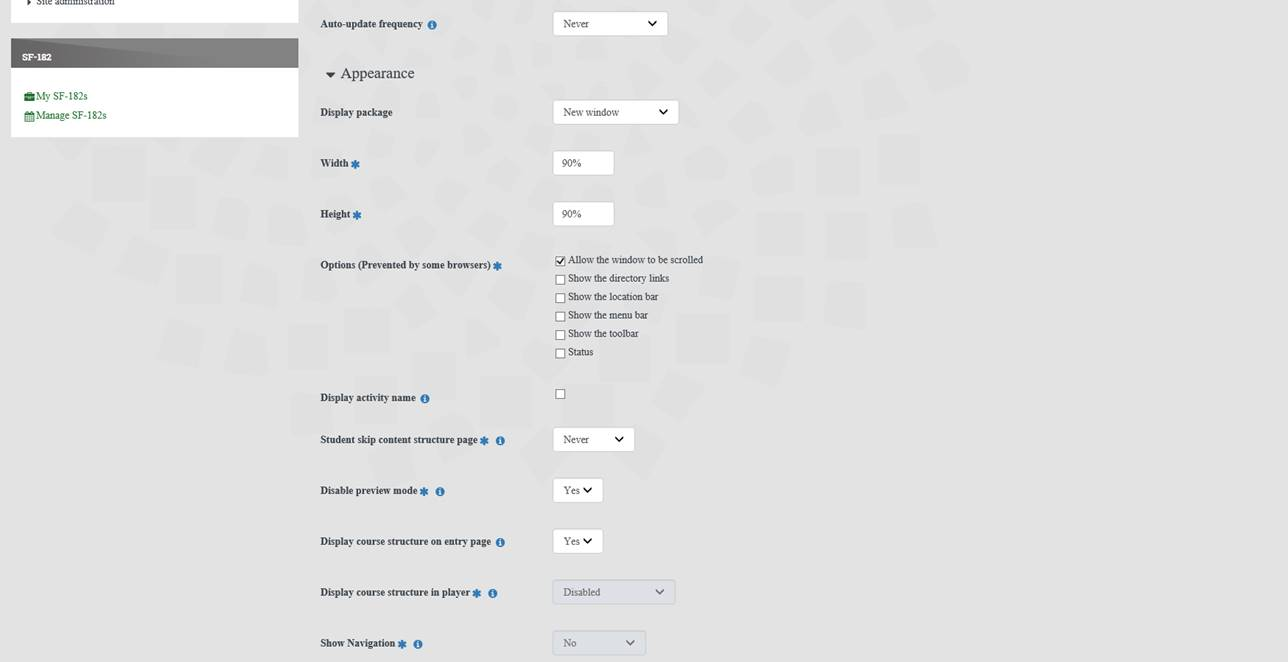 Site administration
SF-182
My SF-182s
Manage SF-182s
Auto-update frequency Never
Appearance
Display package New window
Width 90%
Height 90%
Options (Prevented by some browsers) Allow the window to be scrolled
Show the directory links
Show the location bar
Show the menu bar
Show the toolbar
Status
Display activity name
Student skip content structure page Never
Disable preview mode Yes
Display course structure on entry page Yes
Display course structure in player Disabled
Show Navigation No